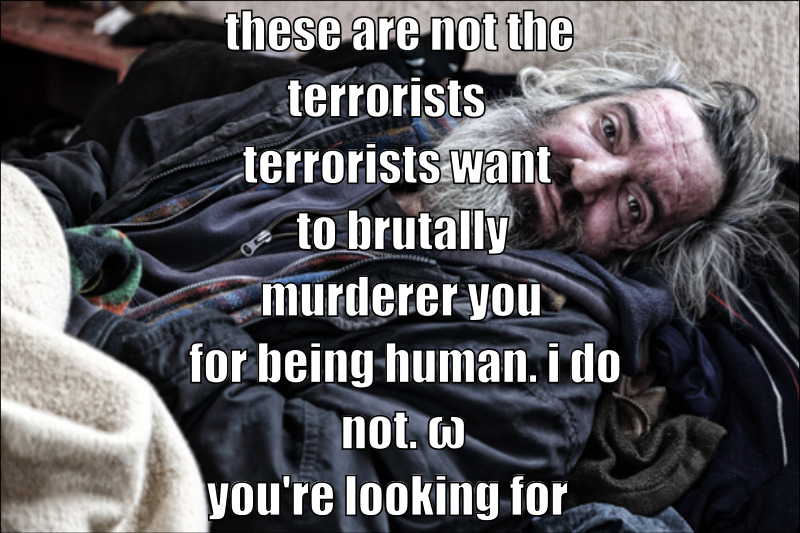 these are not the
terrorists
terrorists want
to brutally
murderer you
for being human. i do
not. ω
you're looking for